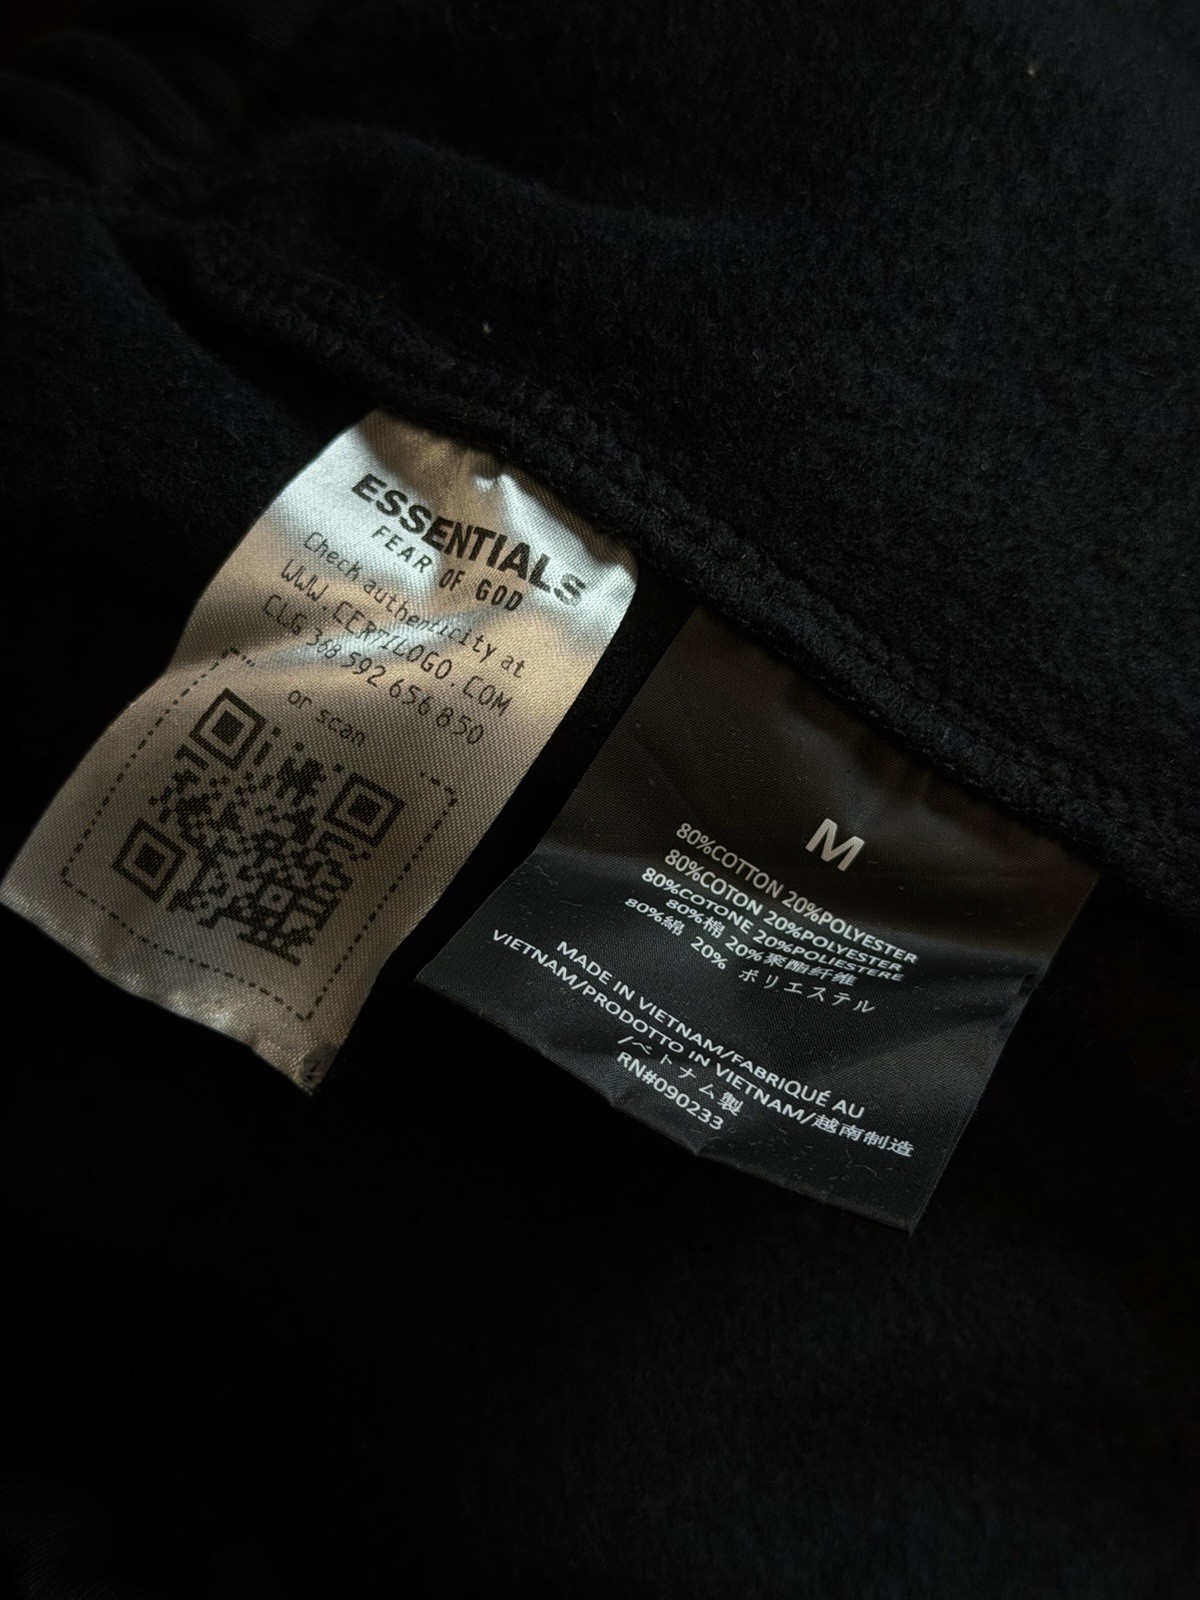 ESSENTIALS
FEAR OF GOD
Check authenticity at
WWW.CERTILOGO.COM
CLG 368 592 656 850
or scan
M
80%COTTON 20%POLYESTER
80%COTON 20%POLYESTER
80%COTONE 20%POLIESTERE
80%棉 20%聚酯纤维
80%綿 20% ポリエステル
MADE IN VIETNAM/FABRIQUÉ AU
VIETNAM/PRODOTTO IN VIETNAM/越南制造
/ベトナム製
RN#090233